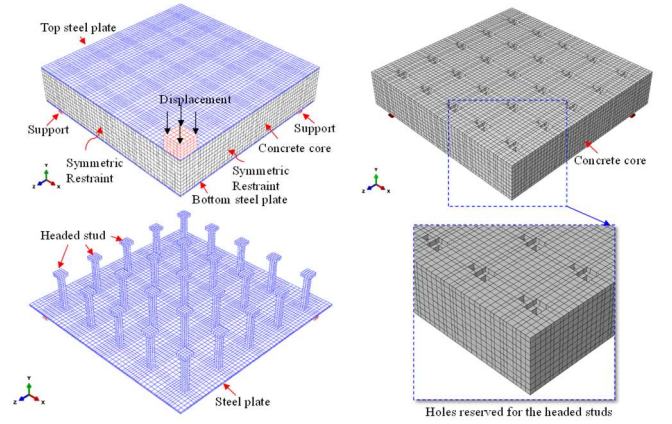 Top steel plate
Displacement
Support
Support
Symmetric
Restraint
Concrete core
Symmetric
Restraint
Bottom steel plate
Y
Z
X
Concrete core
Y
Z
X
Headed stud
Steel plate
Y
Z
X
Holes reserved for the headed studs